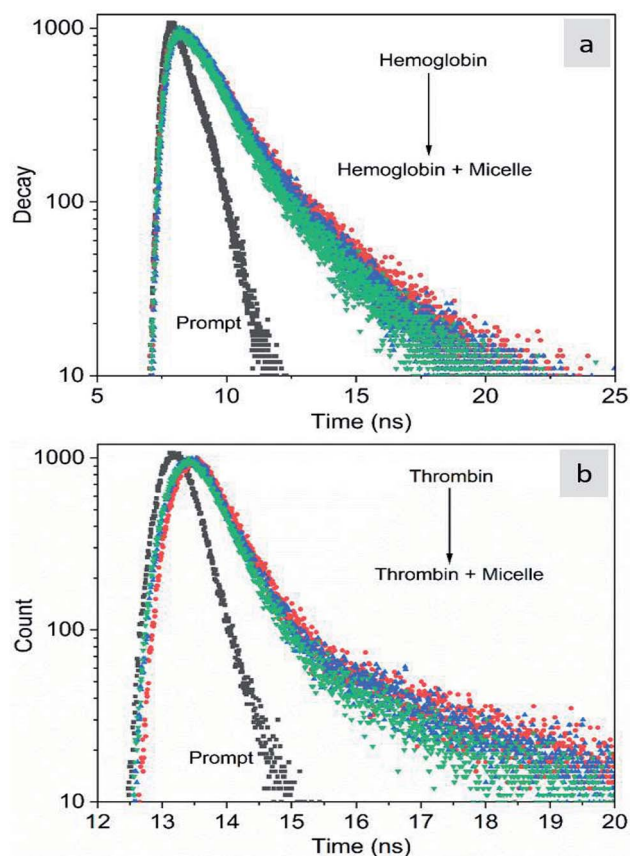 a
1000
Hemoglobin
Decay
100
Hemoglobin + Micelle
Prompt
10
5 10 15 20 25
Time (ns)
b
1000
Thrombin
Thrombin + Micelle
Count
100
Prompt
10
12 13 14 15 16 17 18 19 20
Time (ns)